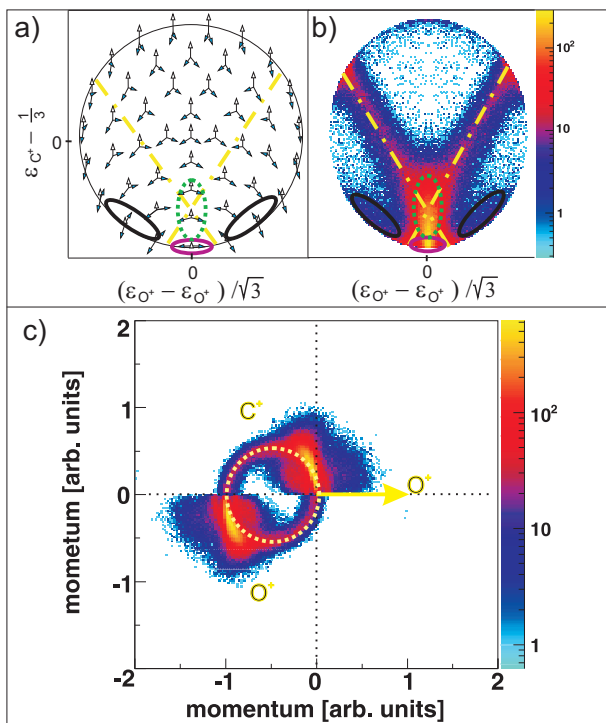 a)
b)
ε C⁺ − 1/3
0
0
(ε O⁺ − ε O⁺ ) /√3
0
(ε O⁺ − ε O⁺ ) /√3
10²
10
1
c)
C⁺
O⁺
O⁺
mometum [arb. units]
2
1
0
-1
-2
-1
0
1
2
momentum [arb. units]
10²
10
1